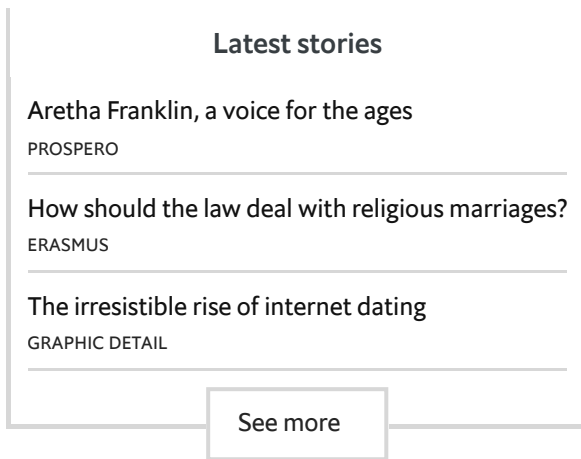 Latest stories
Aretha Franklin, a voice for the ages
PROSPERO
How should the law deal with religious marriages?
ERASMUS
The irresistible rise of internet dating
GRAPHIC DETAIL
See more